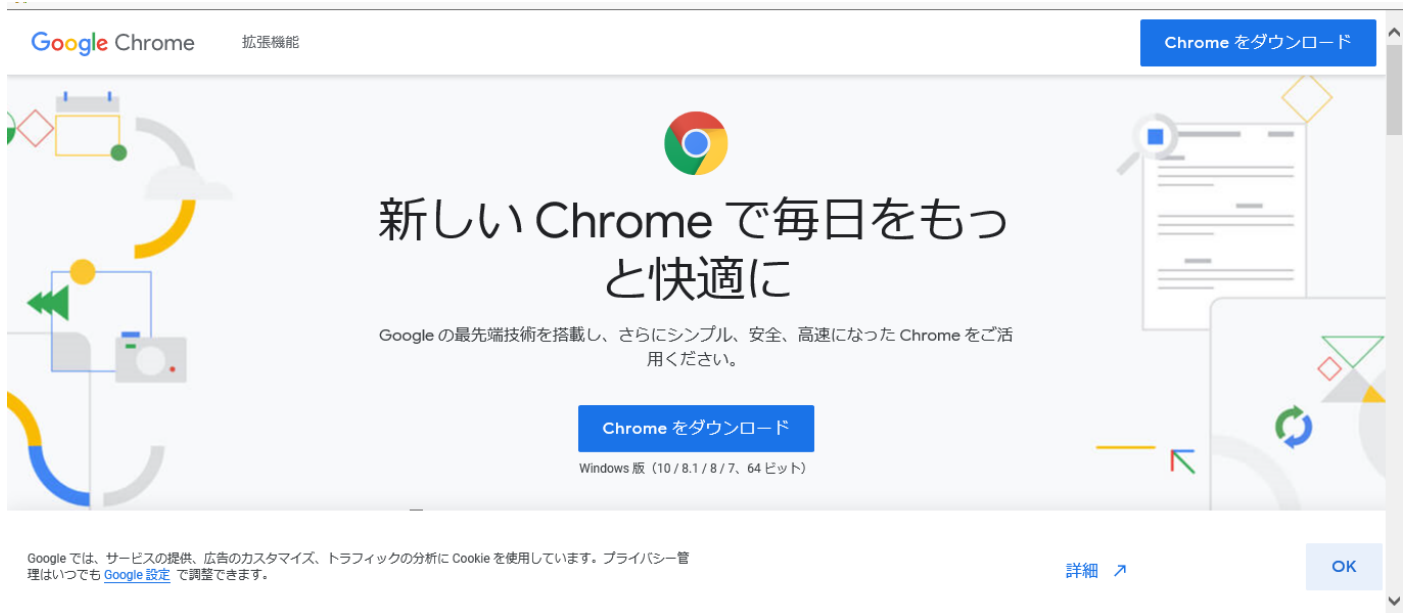 Google Chrome
拡張機能
Chrome をダウンロード
新しい Chrome で毎日をもっ
と快適に
Google の最先端技術を搭載し、さらにシンプル、安全、高速になった Chrome をご活
用ください。
Chrome をダウンロード
Windows 版（10 / 8.1 / 8 / 7、64 ビット）
Google では、サービスの提供、広告のカスタマイズ、トラフィックの分析に Cookie を使用しています。プライバシー管
理はいつでも Google 設定 で調整できます。
詳細
OK